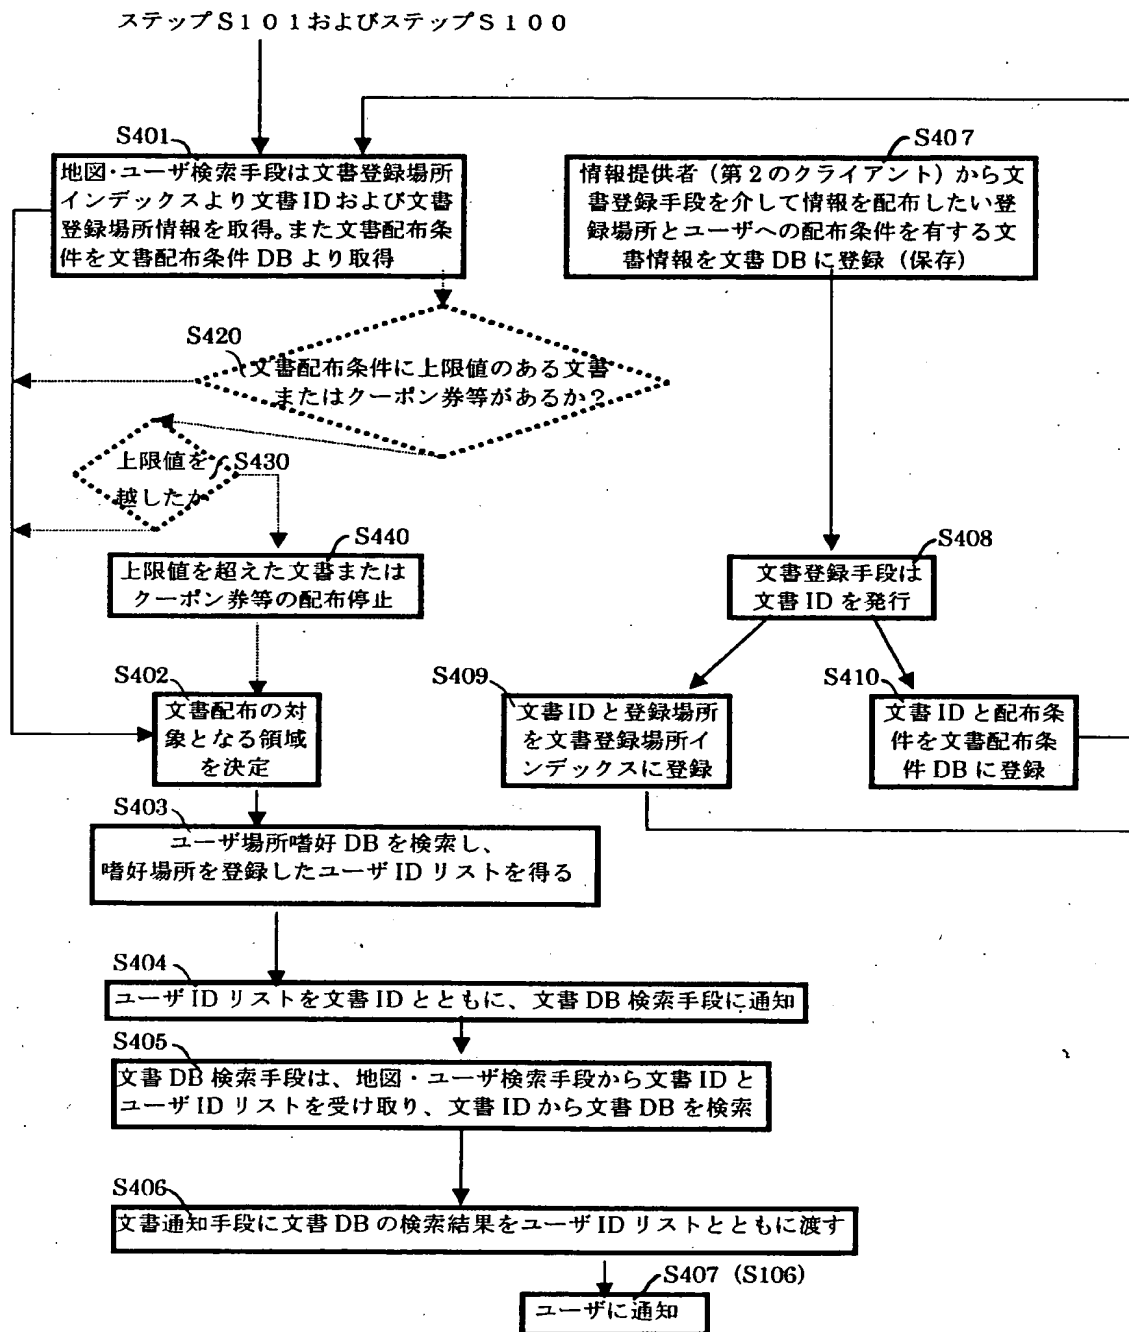 ステップＳ１０１およびステップＳ１００
S401
地図・ユーザ検索手段は文書登録場所
インデックスより文書IDおよび文書
登録場所情報を取得。また文書配布条
件を文書配布条件DBより取得
S407
情報提供者（第２のクライアント）から文
書登録手段を介して情報を配布したい登
録場所とユーザへの配布条件を有する文
書情報を文書DBに登録（保存）
S420
文書配布条件に上限値のある文書
またはクーポン券等があるか？
上限値を
越したか
S430
S440
上限値を超えた文書または
クーポン券等の配布停止
S408
文書登録手段は
文書IDを発行
S402
文書配布の対
象となる領域
を決定
S409
文書IDと登録場所
を文書登録場所イ
ンデックスに登録
S410
文書IDと配布条
件を文書配布条
件DBに登録
S403
ユーザ場所嗜好DBを検索し、
嗜好場所を登録したユーザIDリストを得る
S404
ユーザIDリストを文書IDとともに、文書DB検索手段に通知
S405
文書DB検索手段は、地図・ユーザ検索手段から文書IDと
ユーザIDリストを受け取り、文書IDから文書DBを検索
S406
文書通知手段に文書DBの検索結果をユーザIDリストとともに渡す
S407（S106）
ユーザに通知